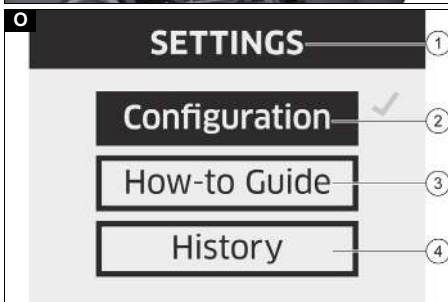 O
SETTINGS 1
Configuration 2
How-to Guide 3
History 4